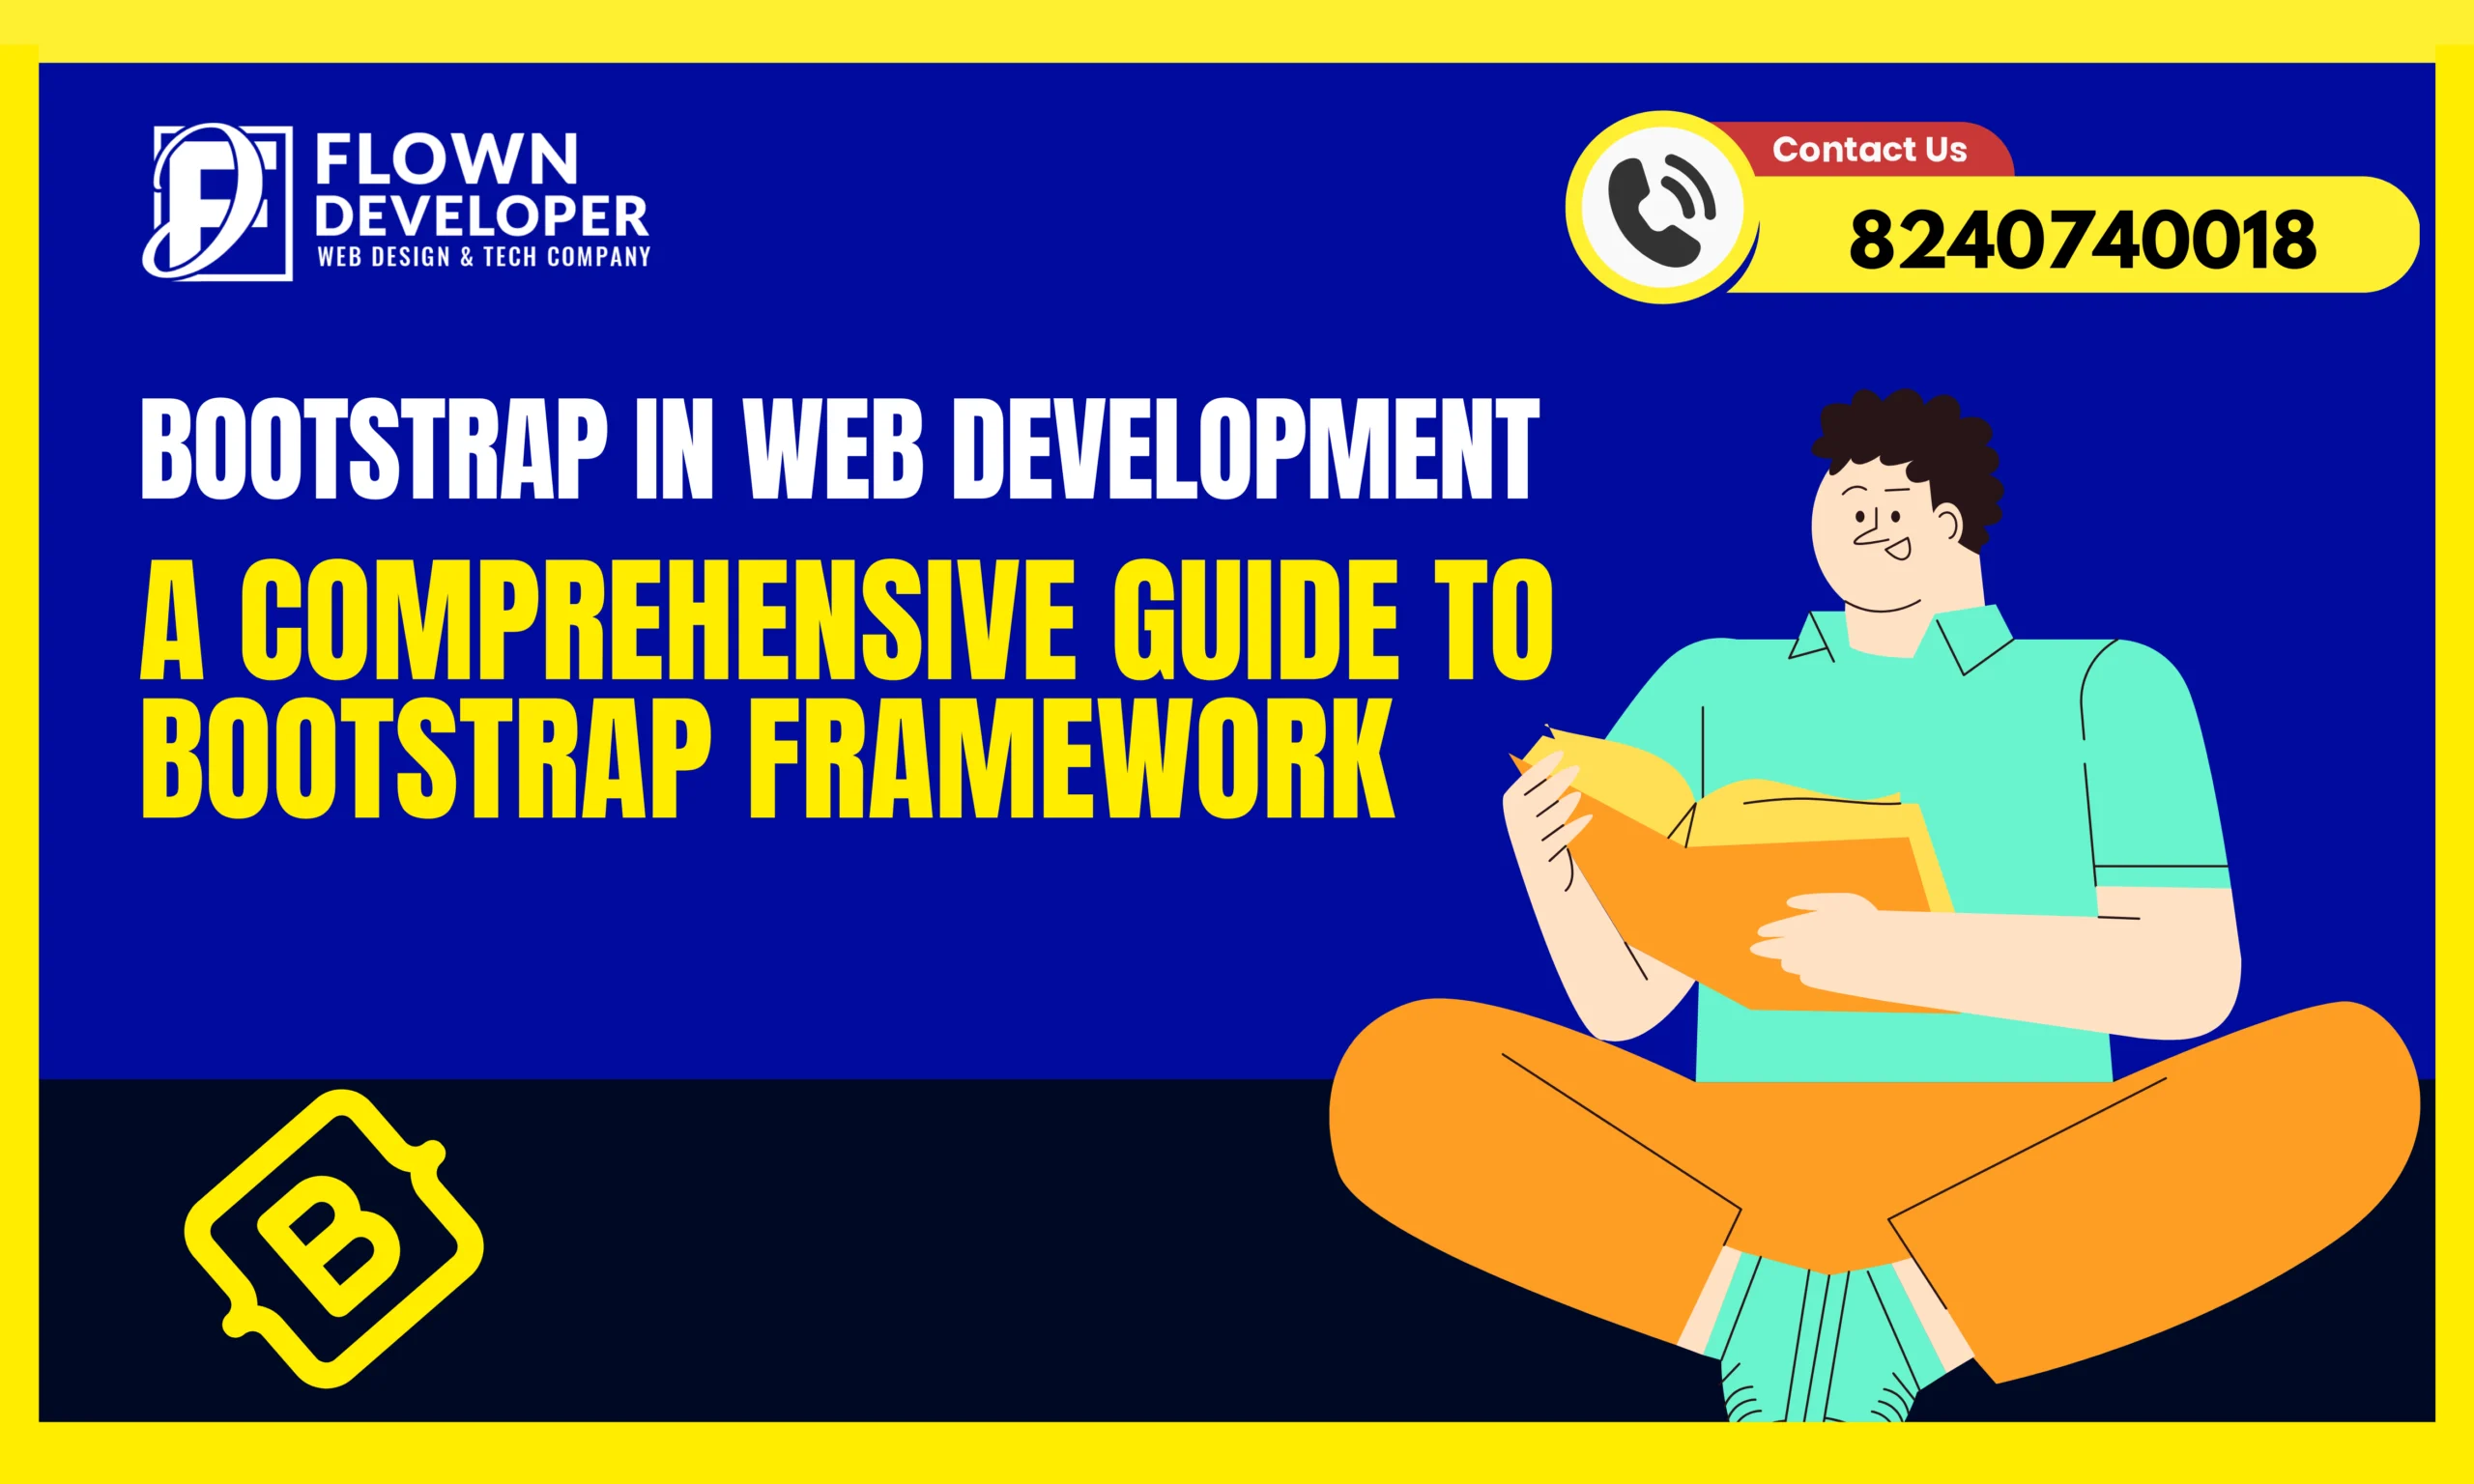 FLOWN
DEVELOPER
WEB DESIGN & TECH COMPANY
Contact Us
8240740018
BOOTSTRAP IN WEB DEVELOPMENT
A COMPREHENSIVE GUIDE TO
BOOTSTRAP FRAMEWORK
B